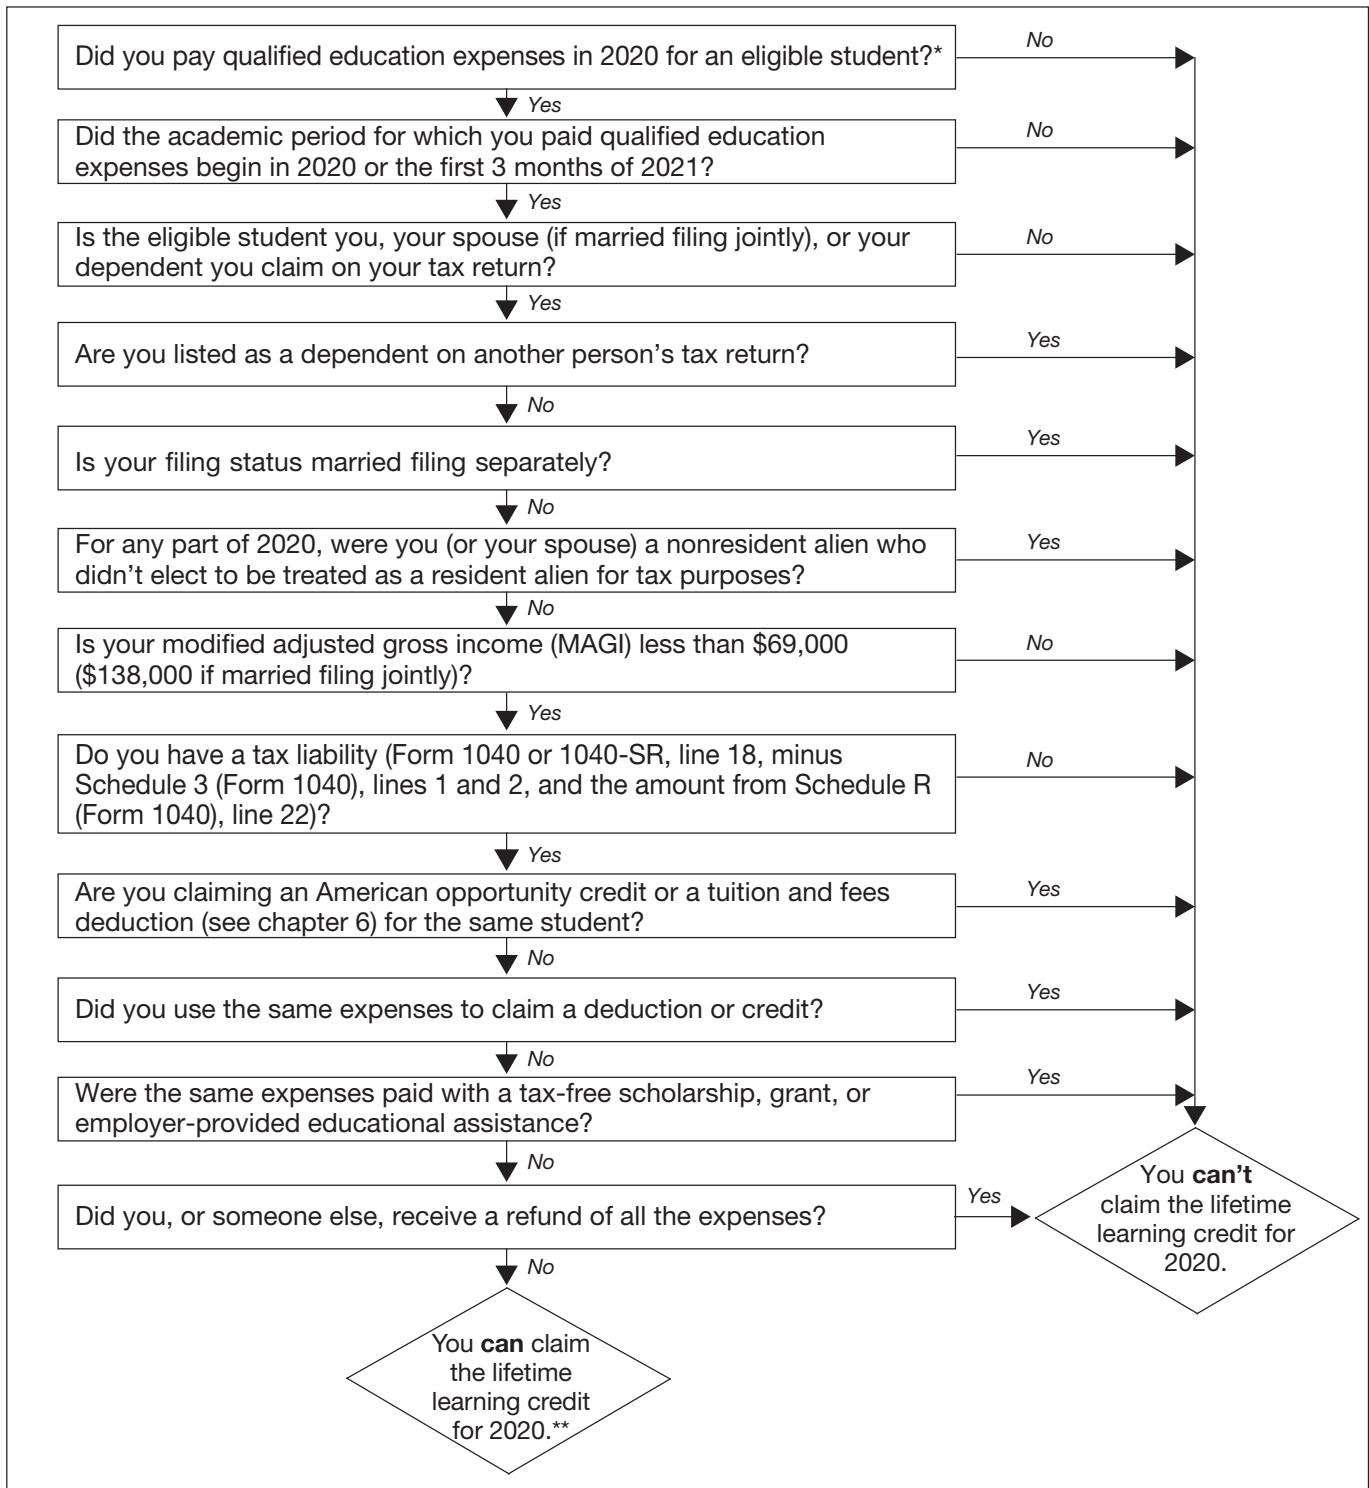 Did you pay qualified education expenses in 2020 for an eligible student?*
No
Yes
Did the academic period for which you paid qualified education
expenses begin in 2020 or the first 3 months of 2021?
No
Yes
Is the eligible student you, your spouse (if married filing jointly), or your
dependent you claim on your tax return?
No
Yes
Are you listed as a dependent on another person’s tax return?
Yes
No
Is your filing status married filing separately?
Yes
No
For any part of 2020, were you (or your spouse) a nonresident alien who
didn’t elect to be treated as a resident alien for tax purposes?
Yes
No
Is your modified adjusted gross income (MAGI) less than $69,000
($138,000 if married filing jointly)?
No
Yes
Do you have a tax liability (Form 1040 or 1040-SR, line 18, minus
Schedule 3 (Form 1040), lines 1 and 2, and the amount from Schedule R
(Form 1040), line 22)?
No
Yes
Are you claiming an American opportunity credit or a tuition and fees
deduction (see chapter 6) for the same student?
Yes
No
Did you use the same expenses to claim a deduction or credit?
Yes
No
Were the same expenses paid with a tax-free scholarship, grant, or
employer-provided educational assistance?
Yes
No
Did you, or someone else, receive a refund of all the expenses?
Yes
No
You can’t
claim the lifetime
learning credit for
2020.
You can claim
the lifetime
learning credit
for 2020.**